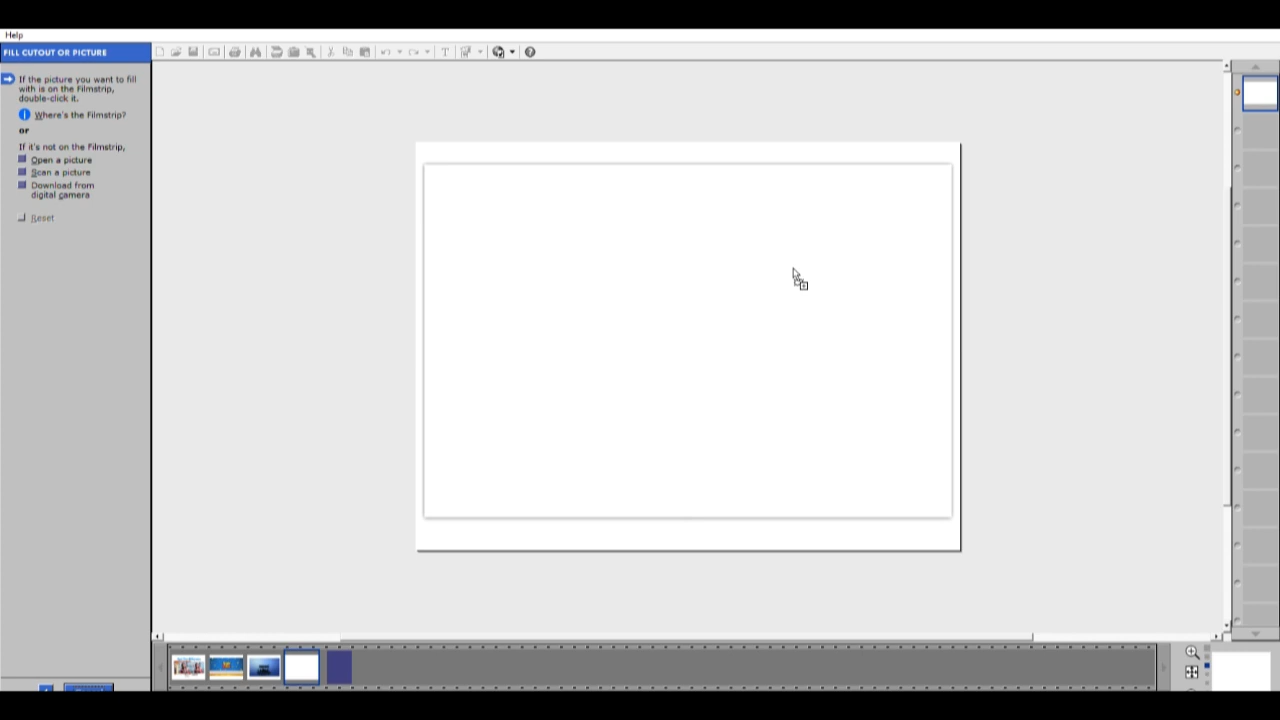 Help
FILL CUTOUT OR PICTURE
If the picture you want to fill
with is on the Filmstrip,
double-click it.
Where's the Filmstrip?
or
If it's not on the Filmstrip,
Open a picture
Scan a picture
Download from
digital camera
Reset